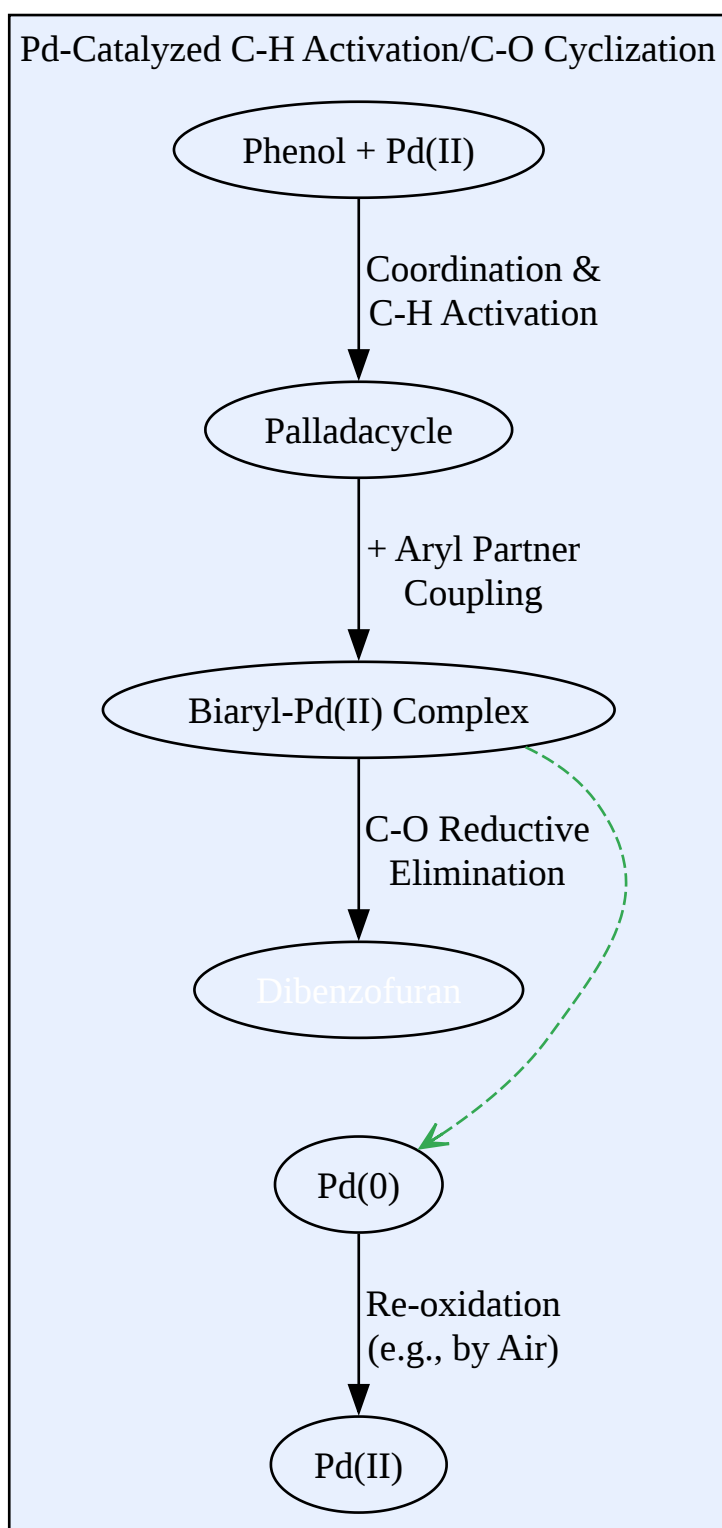 Pd-Catalyzed C-H Activation/C-O Cyclization
Phenol + Pd(II)
Coordination &
C-H Activation
Palladacycle
+ Aryl Partner
Coupling
Biaryl-Pd(II) Complex
C-O Reductive
Elimination
Dibenzofuran
Pd(0)
Re-oxidation
(e.g., by Air)
Pd(II)